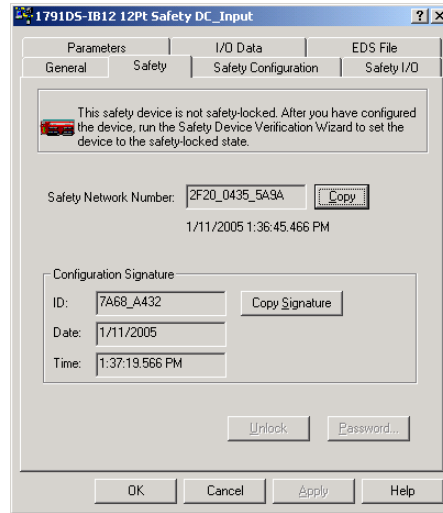 1791DS-IB12 12Pt Safety DC_Input
Parameters I/O Data EDS File
General Safety Safety Configuration Safety I/O
This safety device is not safety-locked. After you have configured
the device, run the Safety Device Verification Wizard to set the
device to the safety-locked state.
Safety Network Number: 2F20_0435_5A9A Copy
1/11/2005 1:36:45.466 PM
Configuration Signature
ID: 7A68_A432 Copy Signature
Date: 1/11/2005
Time: 1:37:19.566 PM
Unlock Password...
OK Cancel Apply Help